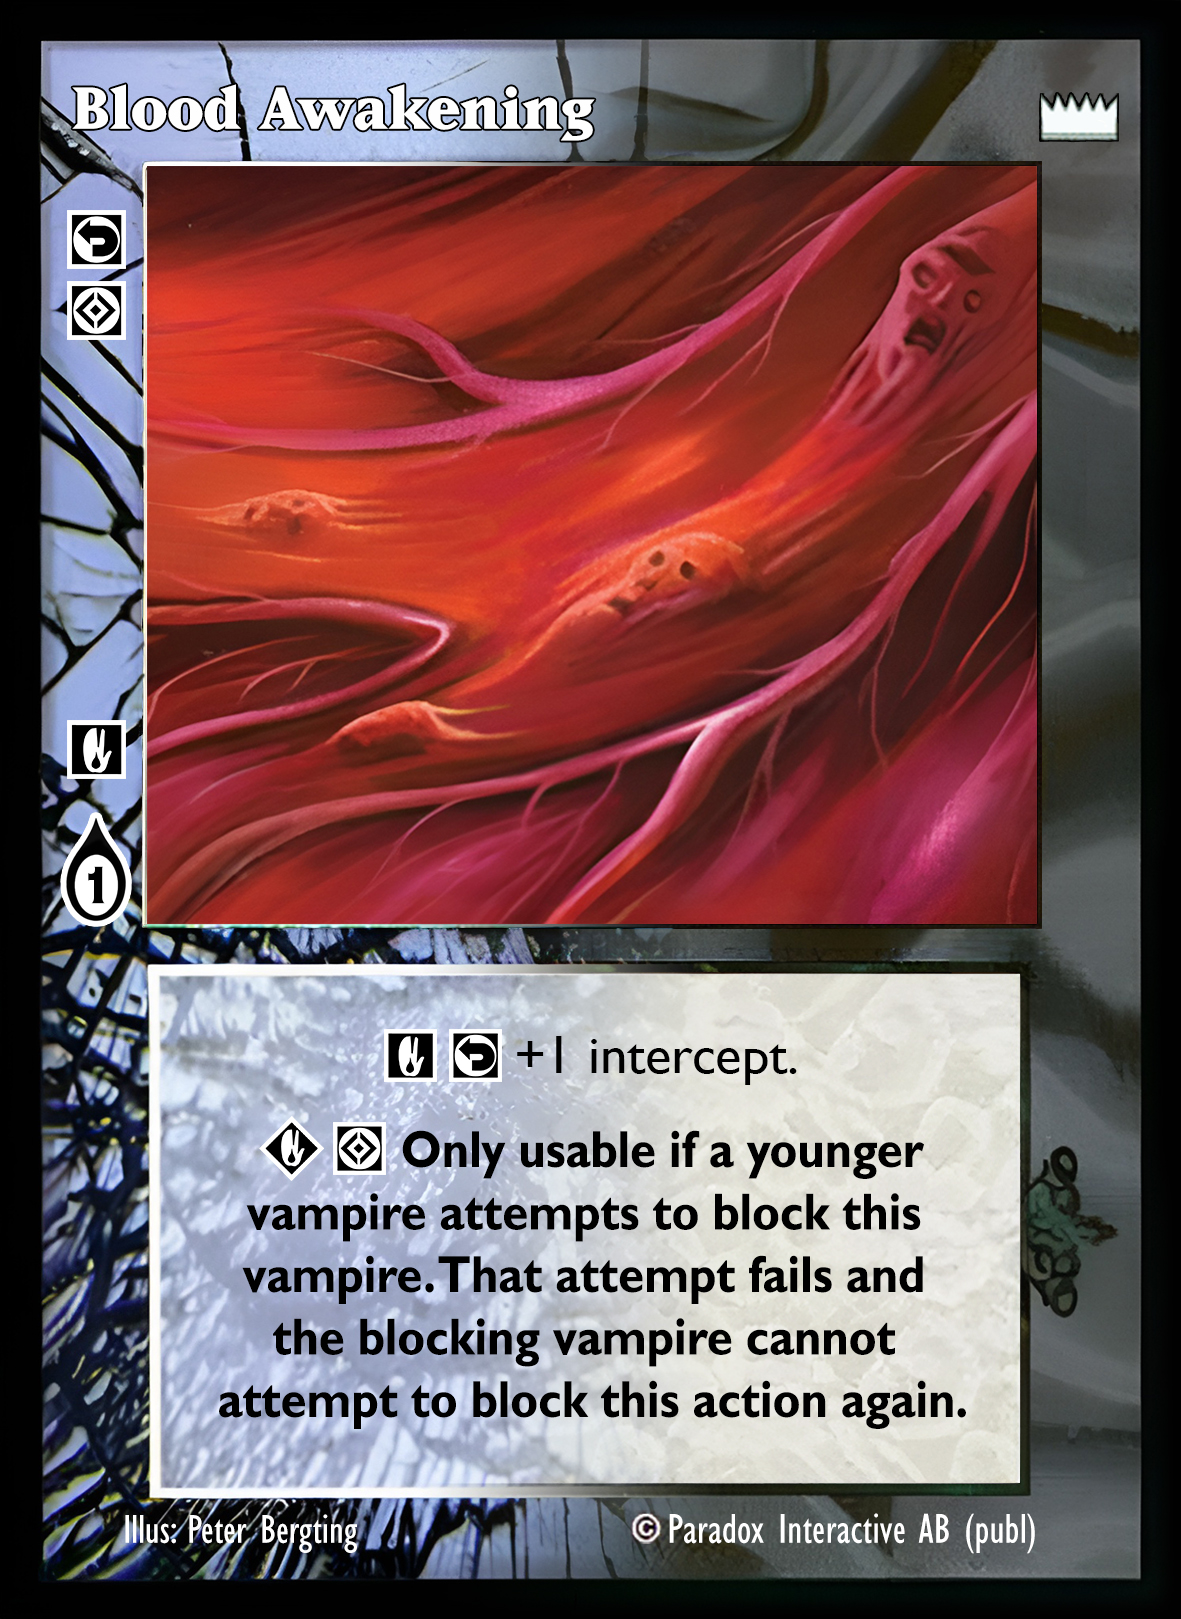 Blood Awakening
1
+1 intercept.
Only usable if a younger
vampire attempts to block this
vampire. That attempt fails and
the blocking vampire cannot
attempt to block this action again.
Illus: Peter Bergting
© Paradox Interactive AB (publ)